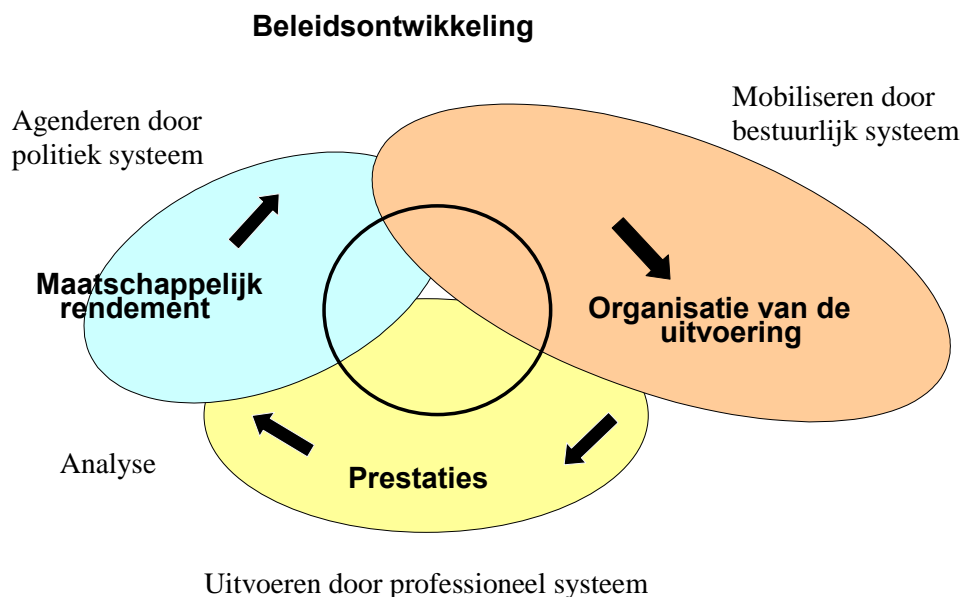 Beleidsontwikkeling
Agenderen door
politiek systeem
Mobiliseren door
bestuurlijk systeem
Maatschappelijk
rendement
Organisatie van de
uitvoering
Analyse
Prestaties
Uitvoeren door professioneel systeem